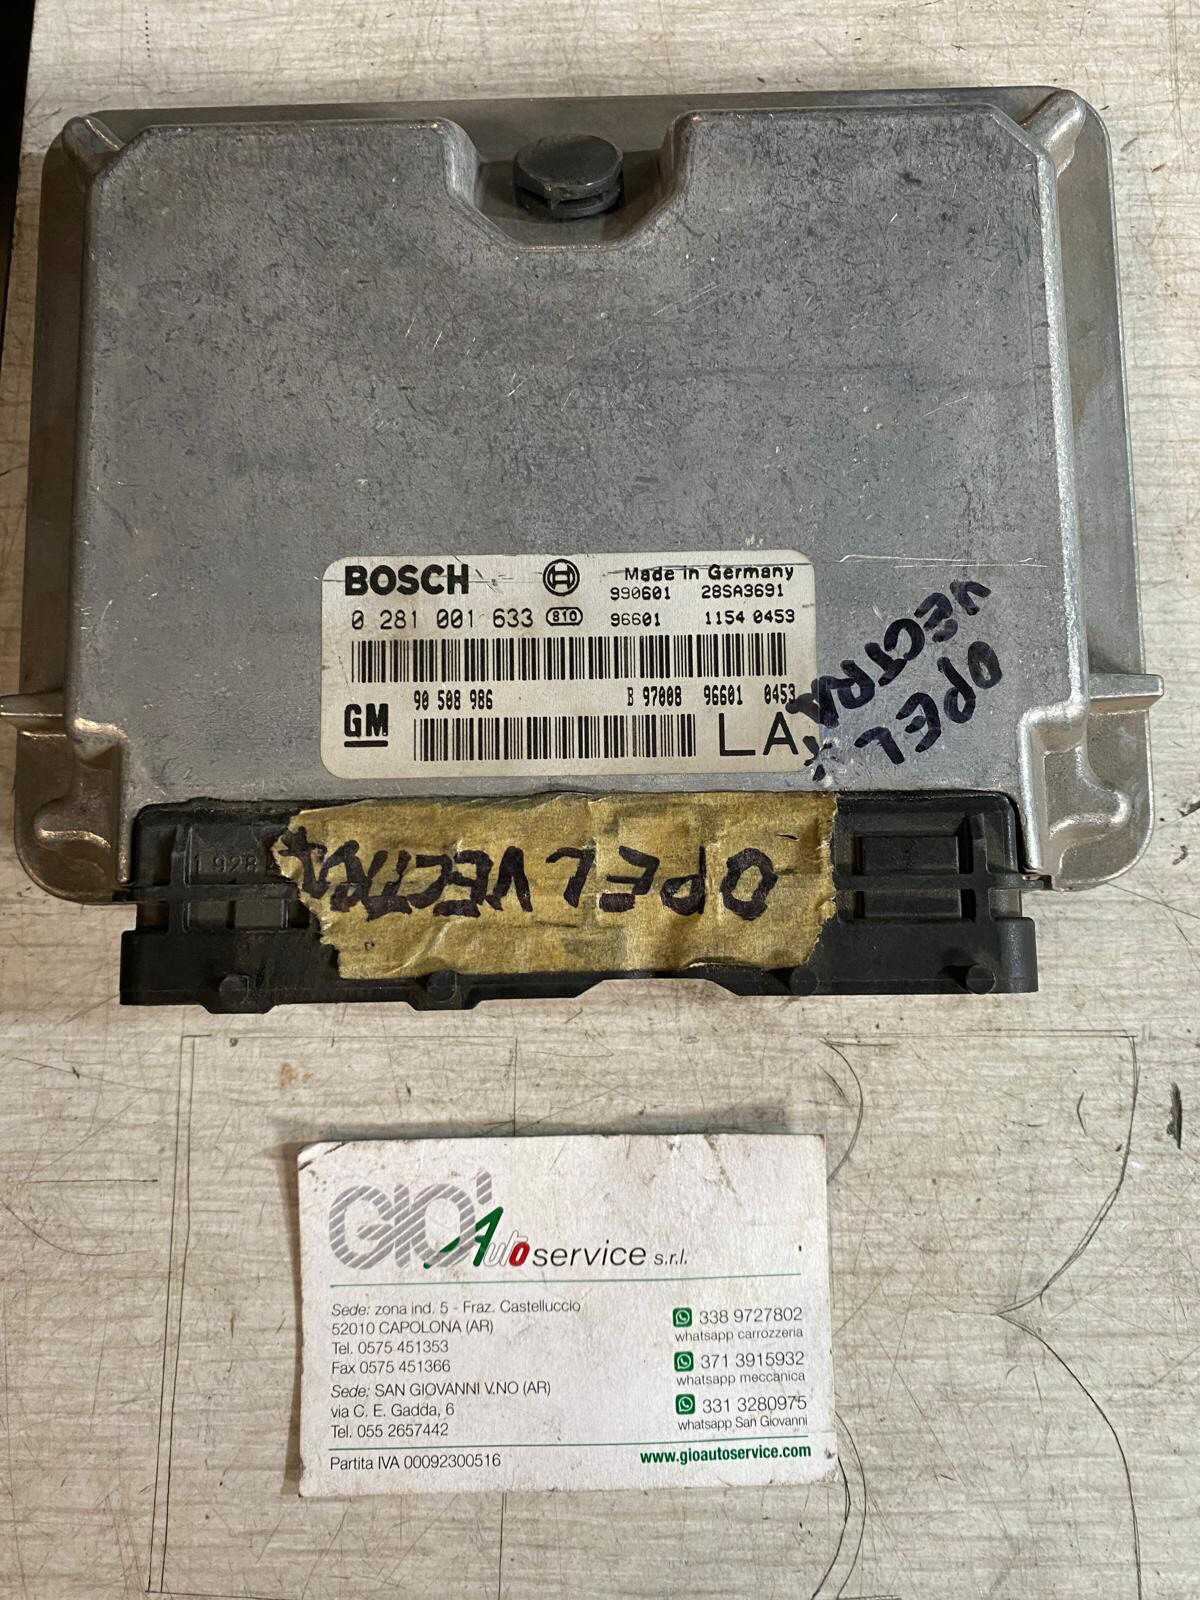 BOSCH
Made in Germany
990601 28SA3691
0 281 001 633 S10 96601 1154 0453
90 508 986 B 97008 96601 0453
GM LA
OPEL
VECTRA
1 928
OPEL VECTRA
GIO' Auto service s.r.l.
Sede: zona ind. 5 - Fraz. Castelluccio
52010 CAPOLONA (AR)
Tel. 0575 451353
Fax 0575 451366
Sede: SAN GIOVANNI V.NO (AR)
via C. E. Gadda, 6
Tel. 055 2657442
Partita IVA 00092300516
338 9727802
whatsapp carrozzeria
371 3915932
whatsapp meccanica
331 3280975
whatsapp San Giovanni
www.gioautoservice.com